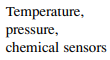 Temperature,
pressure,
chemical sensors